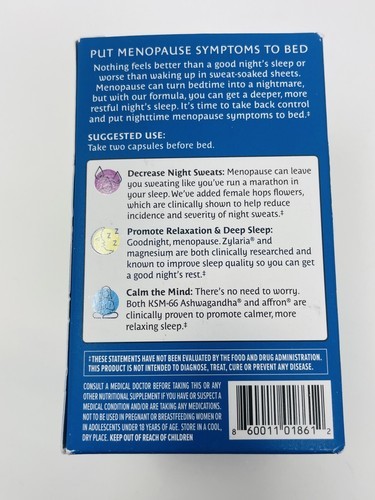 PUT MENOPAUSE SYMPTOMS TO BED
Nothing feels better than a good night's sleep or
worse than waking up in sweat-soaked sheets.
Menopause can turn bedtime into a nightmare,
but with our formula, you can get a deeper, more
restful night's sleep. It's time to take back control
and put nighttime menopause symptoms to bed.‡
SUGGESTED USE:
Take two capsules before bed.
Decrease Night Sweats: Menopause can leave
you sweating like you've run a marathon in
your sleep. We've added female hops flowers,
which are clinically shown to help reduce
incidence and severity of night sweats.‡
Promote Relaxation & Deep Sleep:
Goodnight, menopause. Zylaria® and
magnesium are both clinically researched and
known to improve sleep quality so you can get
a good night's rest.‡
Calm the Mind: There's no need to worry.
Both KSM-66 Ashwagandha® and affron® are
clinically proven to promote calmer, more
relaxing sleep.‡
‡THESE STATEMENTS HAVE NOT BEEN EVALUATED BY THE FOOD AND DRUG ADMINISTRATION.
THIS PRODUCT IS NOT INTENDED TO DIAGNOSE, TREAT, CURE OR PREVENT ANY DISEASE.
CONSULT A MEDICAL DOCTOR BEFORE TAKING THIS OR ANY
OTHER NUTRITIONAL SUPPLEMENT IF YOU HAVE OR SUSPECT A
MEDICAL CONDITION AND/OR ARE TAKING ANY MEDICATIONS.
NOT TO BE USED IN PREGNANT OR BREASTFEEDING WOMEN OR
IN ADOLESCENTS UNDER 18 YEARS OF AGE. STORE IN A COOL,
DRY PLACE. KEEP OUT OF REACH OF CHILDREN
8 60011 01861 2